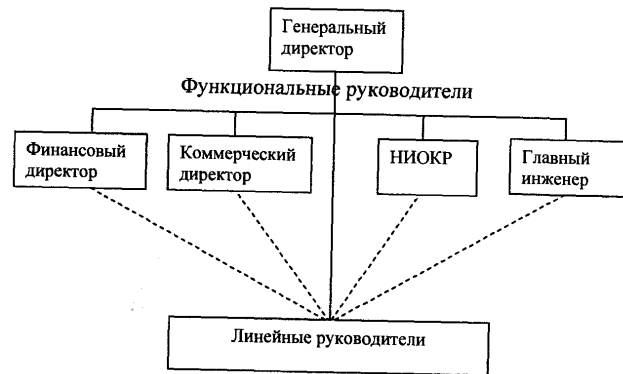 Генеральный
директор
Функциональные руководители
Финансовый
директор
Коммерческий
директор
НИОКР
Главный
инженер
Линейные руководители